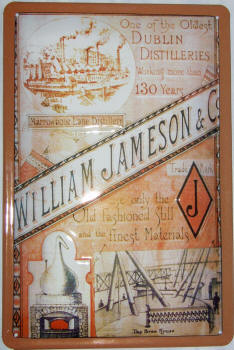 One of the Oldest
DUBLIN
DISTILLERIES
Working more than
130 Years
Marrowbone Lane Distillery
WILLIAM JAMESON & Co
Trade Mark
J
use only the
Old fashioned Still
and the finest Materials
The Brew House